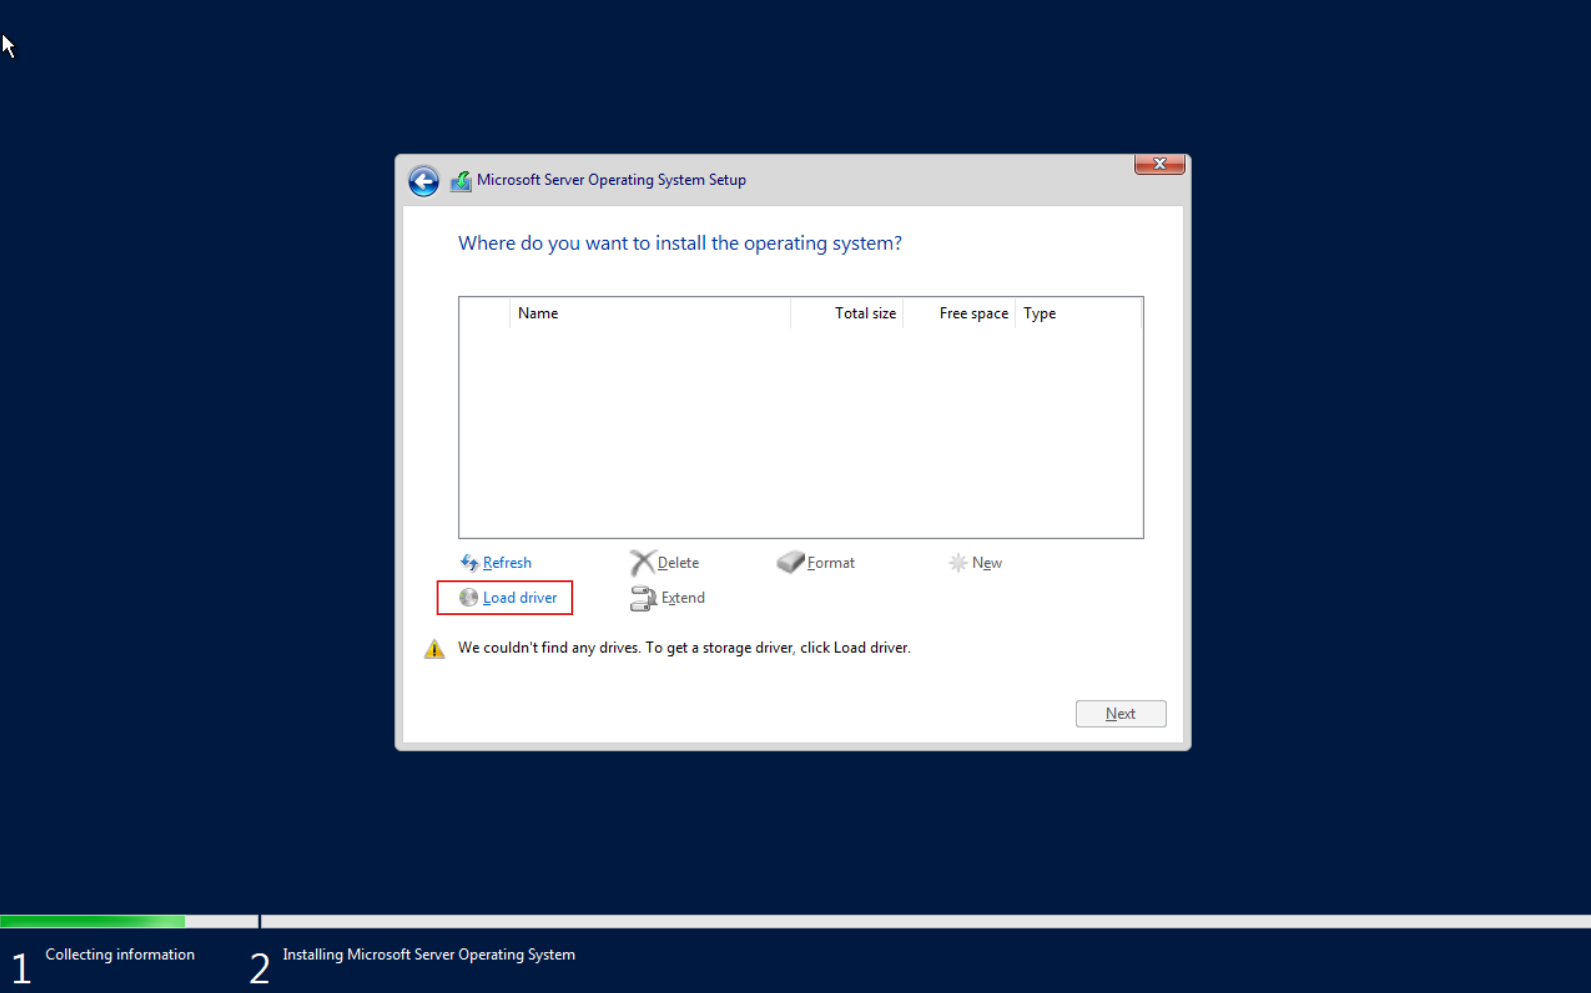 Microsoft Server Operating System Setup
Where do you want to install the operating system?
Name Total size Free space Type
Refresh Delete Format New
Load driver Extend
We couldn't find any drives. To get a storage driver, click Load driver.
Next
1 Collecting information 2 Installing Microsoft Server Operating System